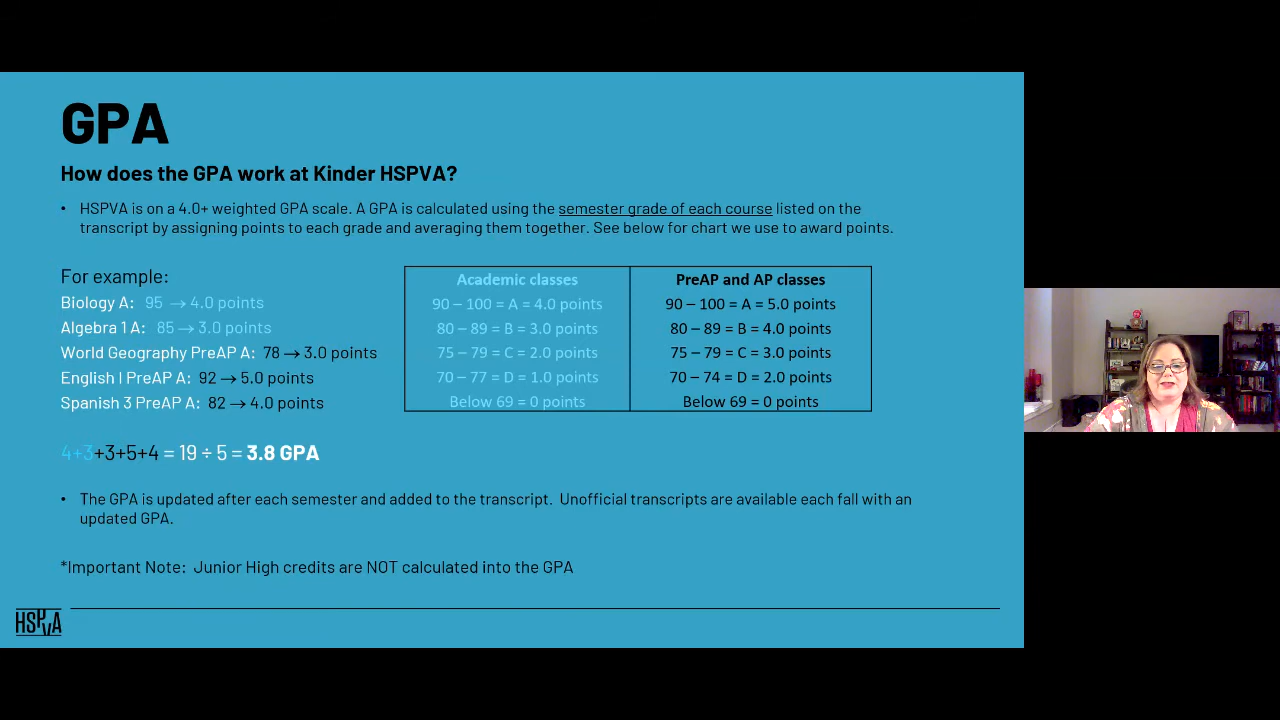 GPA
How does the GPA work at Kinder HSPVA?
• HSPVA is on a 4.0+ weighted GPA scale. A GPA is calculated using the semester grade of each course listed on the
transcript by assigning points to each grade and averaging them together. See below for chart we use to award points.
For example:
Biology A: 95 → 4.0 points
Algebra 1 A: 85 → 3.0 points
World Geography PreAP A: 78 → 3.0 points
English I PreAP A: 92 → 5.0 points
Spanish 3 PreAP A: 82 → 4.0 points
Academic classes
90 – 100 = A = 4.0 points
80 – 89 = B = 3.0 points
75 – 79 = C = 2.0 points
70 – 77 = D = 1.0 points
Below 69 = 0 points
PreAP and AP classes
90 – 100 = A = 5.0 points
80 – 89 = B = 4.0 points
75 – 79 = C = 3.0 points
70 – 74 = D = 2.0 points
Below 69 = 0 points
4+3+3+5+4 = 19 ÷ 5 = 3.8 GPA
• The GPA is updated after each semester and added to the transcript. Unofficial transcripts are available each fall with an
updated GPA.
*Important Note: Junior High credits are NOT calculated into the GPA
HSPVA